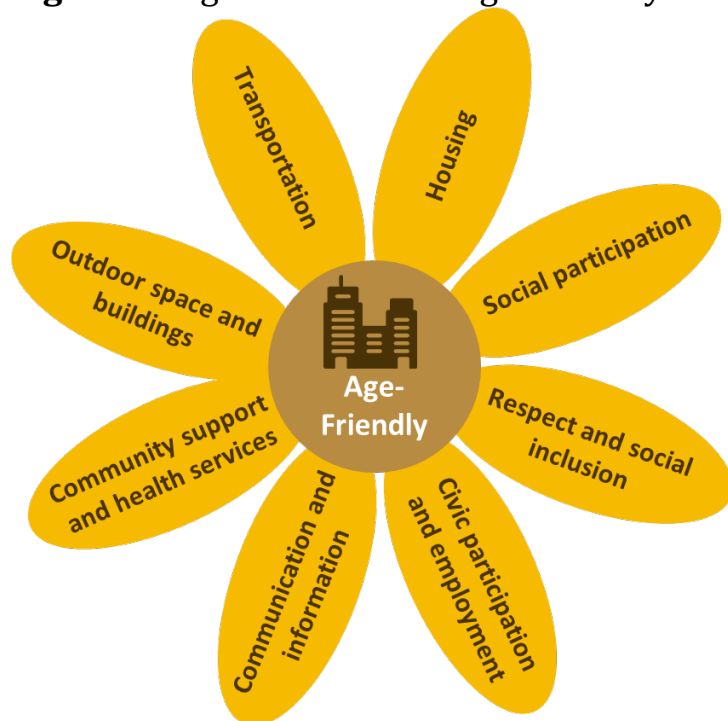 Transportation
Housing
Social participation
Respect and social
inclusion
Civic participation
and employment
Communication and
information
Community support
and health services
Outdoor space and
buildings
Age-
Friendly